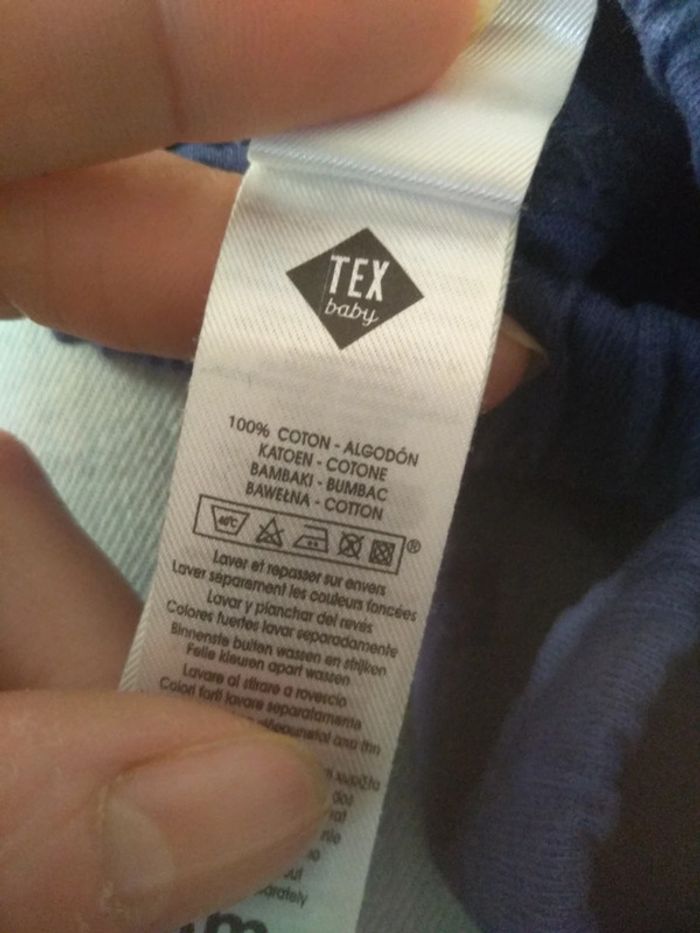 TEX
baby
100% COTON - ALGODÓN
KATOEN - COTONE
BAMBAKI - BUMBAC
BAWEŁNA - COTTON
40°C
®
Laver et repasser sur envers
Laver séparement les couleurs foncées
Lavar y planchar del revés
Colores fuertes lavar separadamente
Binnenste buiten wassen en strijken
Felle kleuren apart wassen
Lavare al stirare a rovescio
Colori forti lavare separatamente